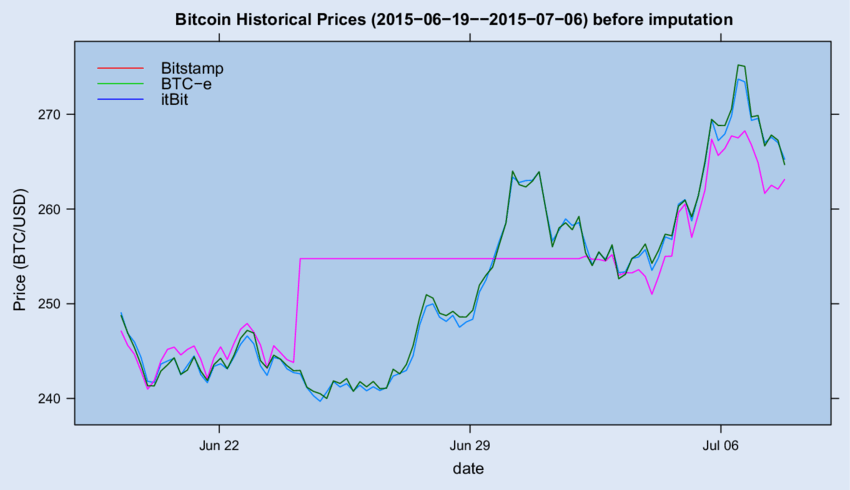 Bitcoin Historical Prices (2015−06−19−−2015−07−06) before imputation
Bitstamp
BTC−e
itBit
270
260
250
240
Price (BTC/USD)
Jun 22
Jun 29
Jul 06
date